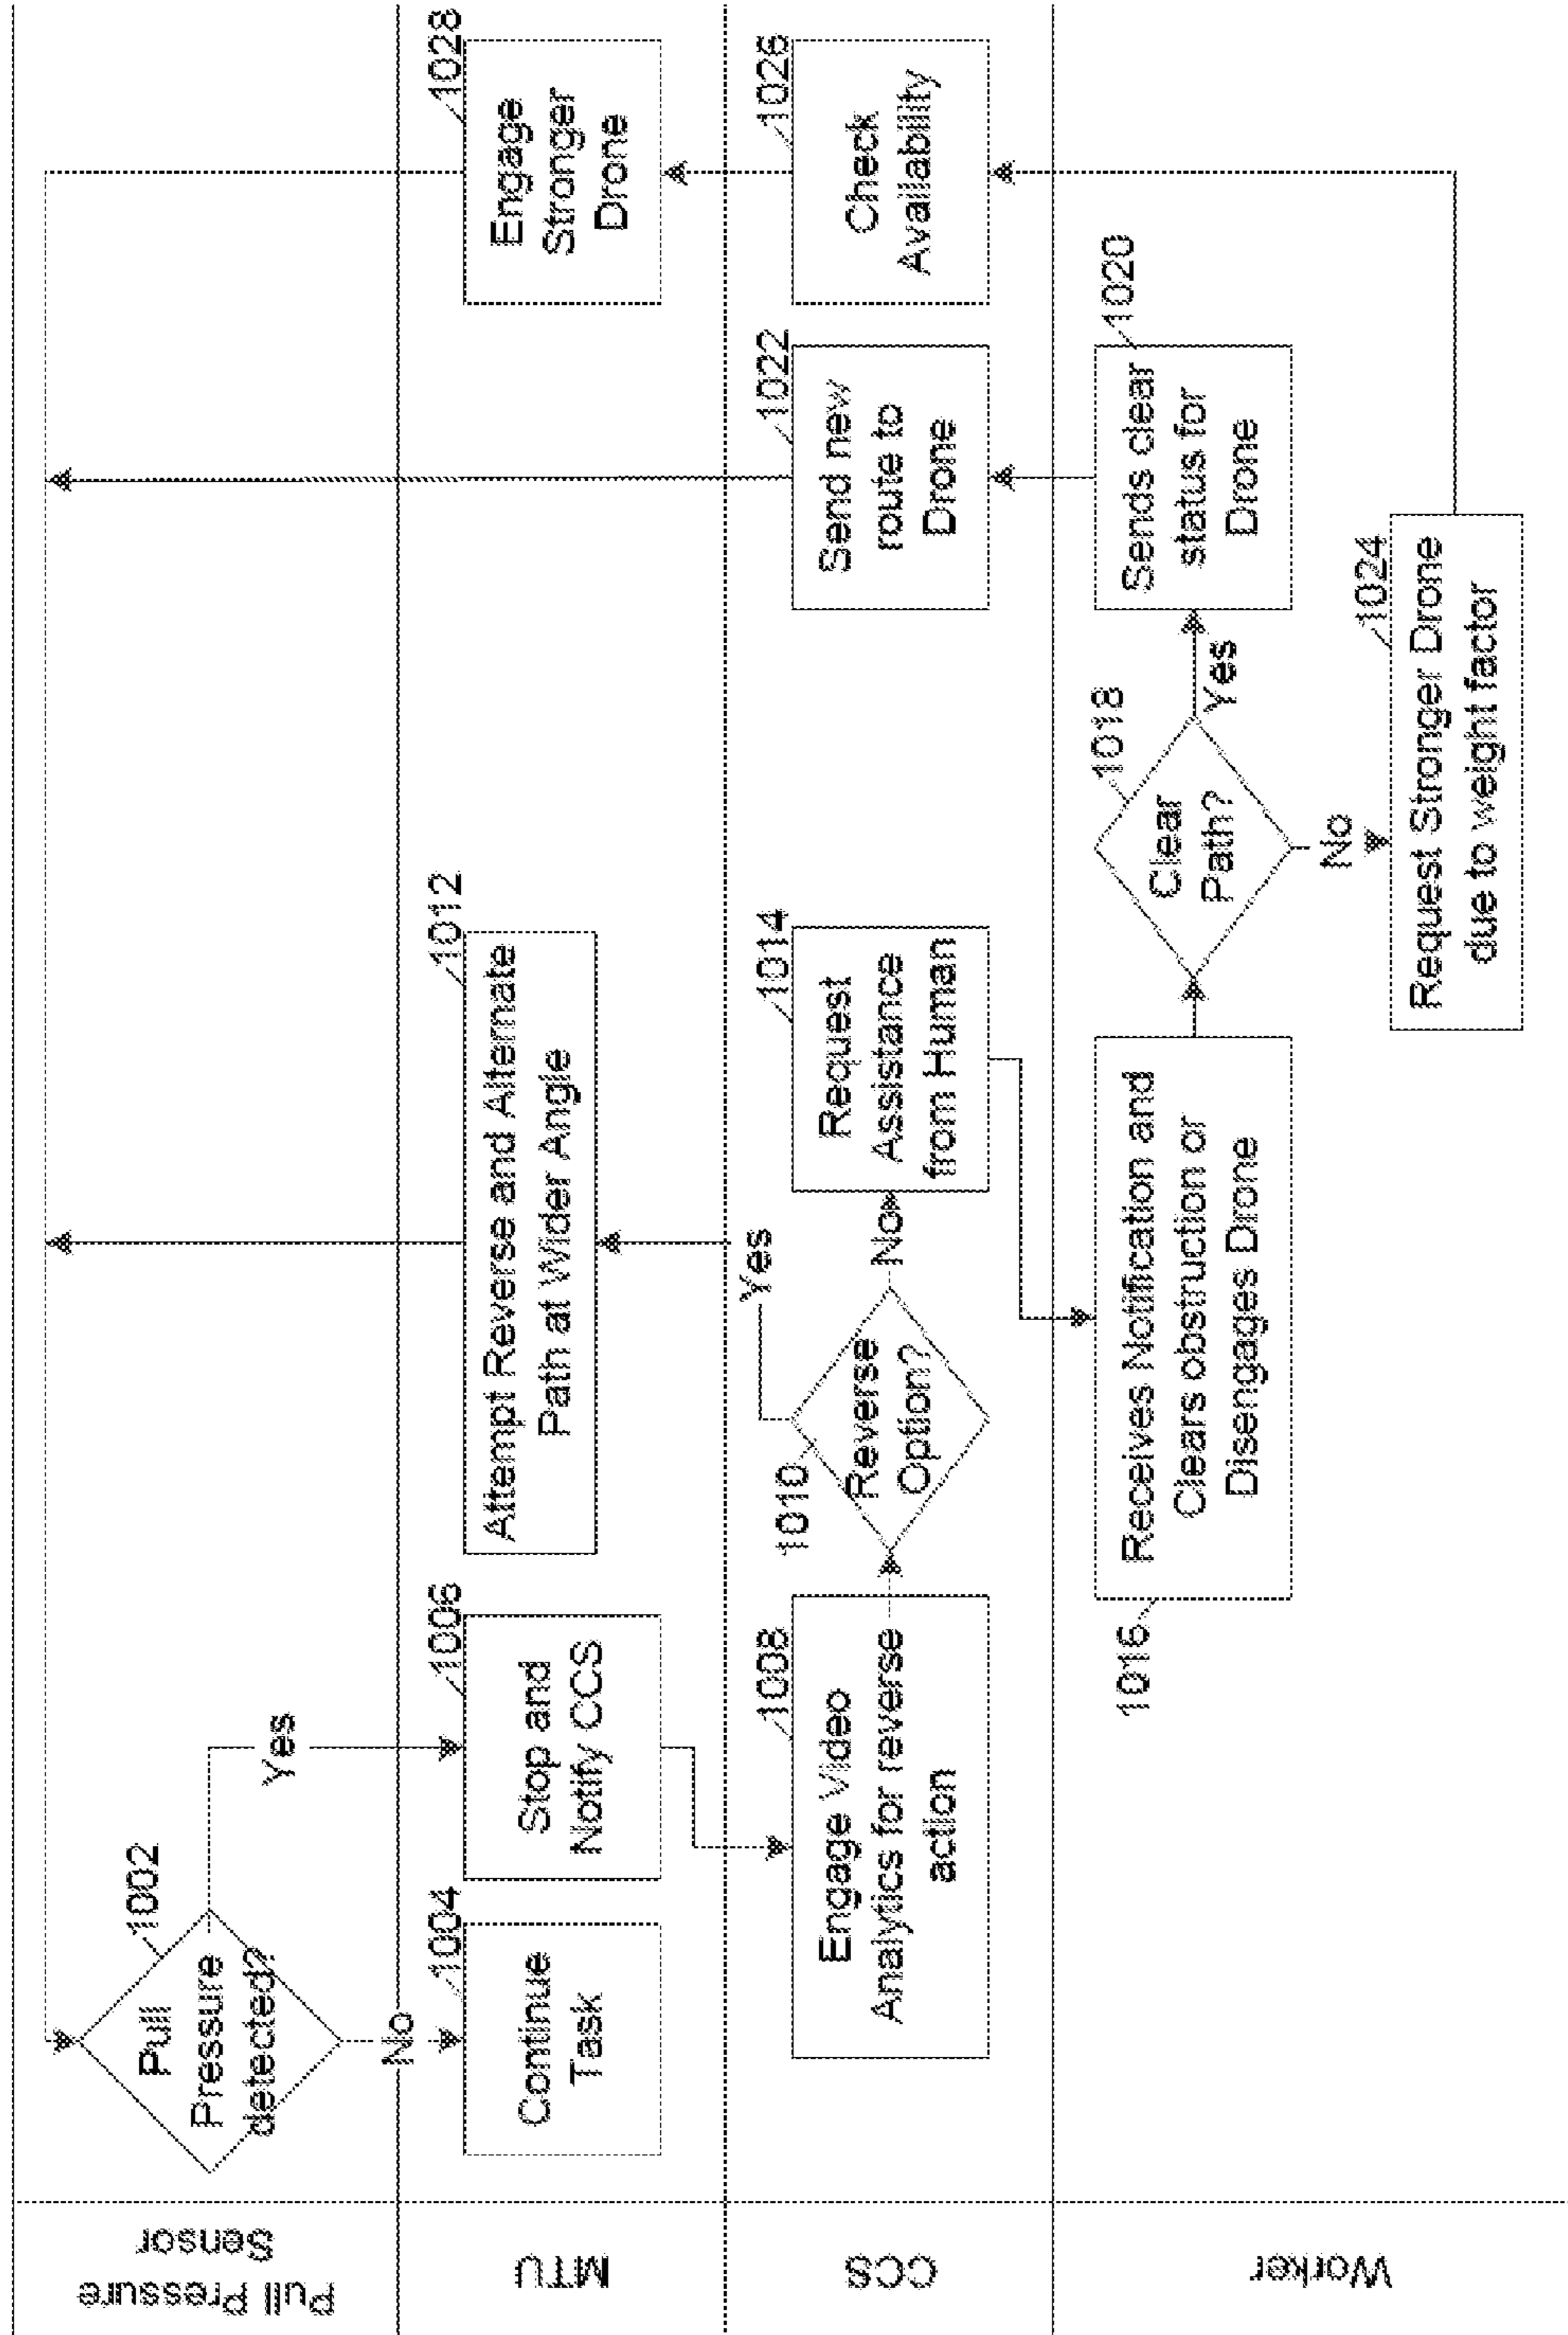 Pull Pressure
Sensor
MTU
CCS
Worker
1002
Pull
Pressure
detected?
Yes
No
1004
Continue
Task
1006
Stop and
Notify CCS
1008
Engage Video
Analytics for reverse
action
1010
Reverse
Option?
Yes
No
1012
Attempt Reverse and Alternate
Path at Wider Angle
1014
Request
Assistance
from Human
1016
Receives Notification and
Clears obstruction or
Disengages Drone
1018
Clear
Path?
Yes
No
1020
Sends clear
status for
Drone
1022
Send new
route to
Drone
1024
Request Stronger Drone
due to weight factor
1026
Check
Availability
1028
Engage
Stronger
Drone